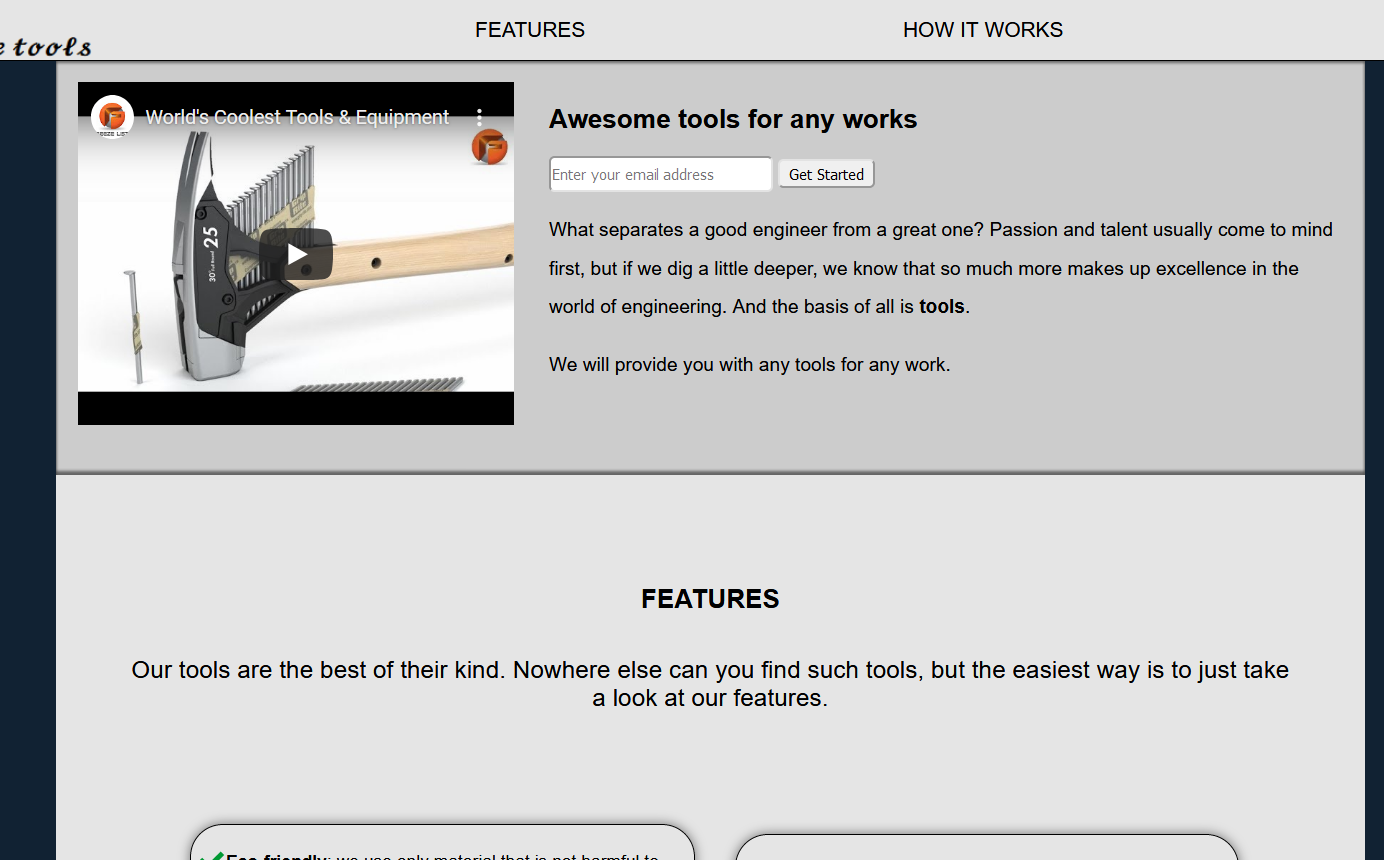 FEATURES
HOW IT WORKS
tools
World's Coolest Tools & Equipment
25
Awesome tools for any works
Enter your email address
Get Started
What separates a good engineer from a great one? Passion and talent usually come to mind
first, but if we dig a little deeper, we know that so much more makes up excellence in the
world of engineering. And the basis of all is tools.
We will provide you with any tools for any work.
FEATURES
Our tools are the best of their kind. Nowhere else can you find such tools, but the easiest way is to just take
a look at our features.
Eco-friendly: we use only material that is not harmful to